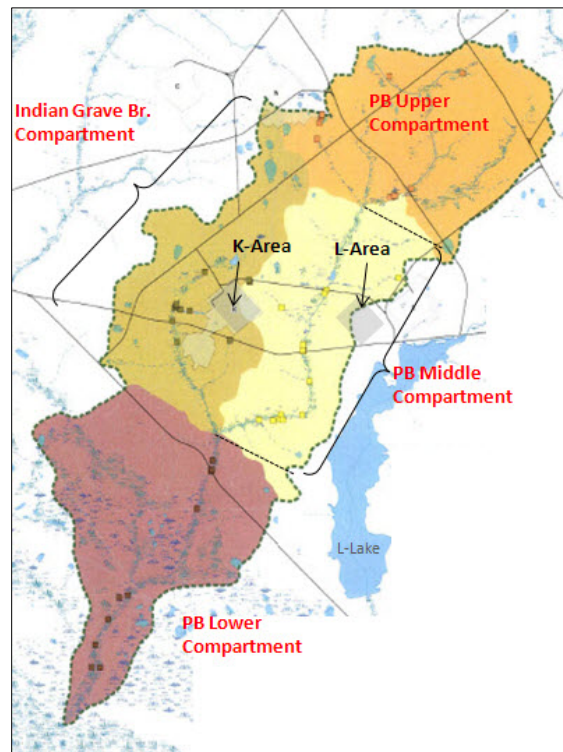 Indian Grave Br.
Compartment
PB Upper
Compartment
K-Area
L-Area
PB Middle
Compartment
L-Lake
PB Lower
Compartment